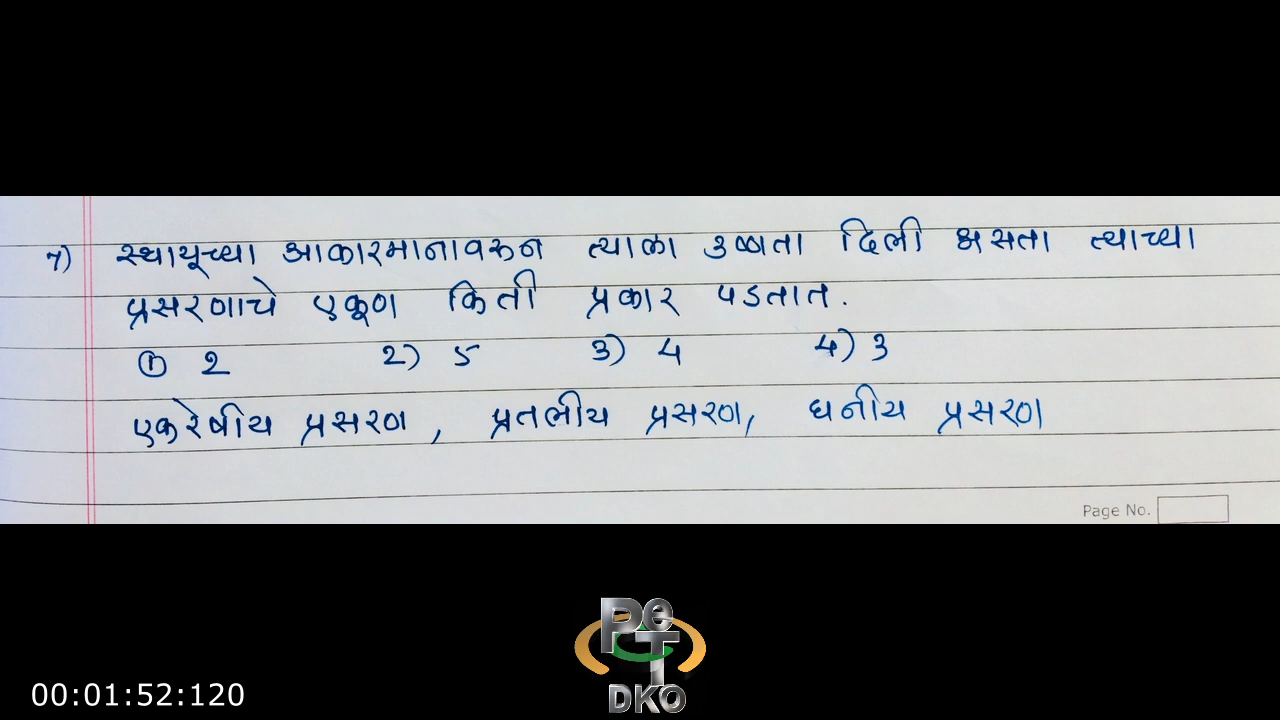 7) स्थायूच्या आकारमानावरून त्याला उष्णता दिली असता त्याच्या
प्रसरणाचे एकूण किती प्रकार पडतात.
① 2 2) 5 3) 4 4) 3
एकरेषीय प्रसरण, प्रतलीय प्रसरण, घनीय प्रसरण
Page No.
PeT
DKO
00:01:52:120